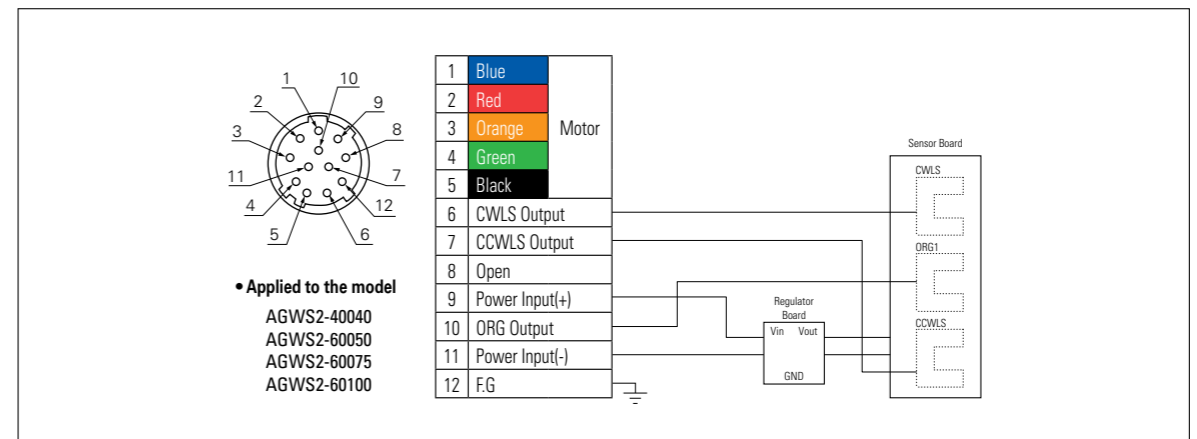 1 10
2 9
3 8
11 7
4 12
5 6
• Applied to the model
AGWS2-40040
AGWS2-60050
AGWS2-60075
AGWS2-60100
1 Blue
2 Red
3 Orange Motor
4 Green
5 Black
6 CWLS Output
7 CCWLS Output
8 Open
9 Power Input(+)
10 ORG Output
11 Power Input(-)
12 F.G
Regulator
Board
Vin Vout
GND
Sensor Board
CWLS
ORG1
CCWLS